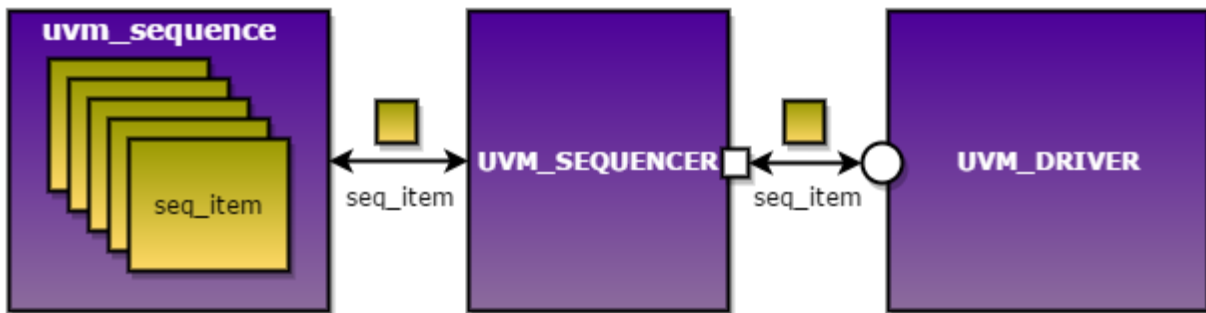 uvm_sequence
seq_item
seq_item
UVM_SEQUENCER
seq_item
UVM_DRIVER